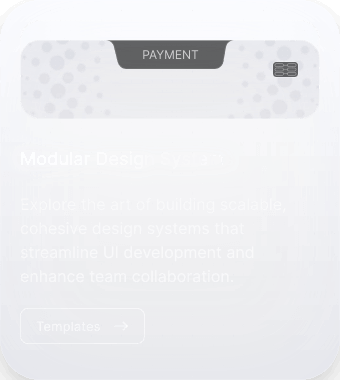 PAYMENT
Modular Design Systems
Explore the art of building scalable,
cohesive design systems that
streamline UI development and
enhance team collaboration.
Templates →